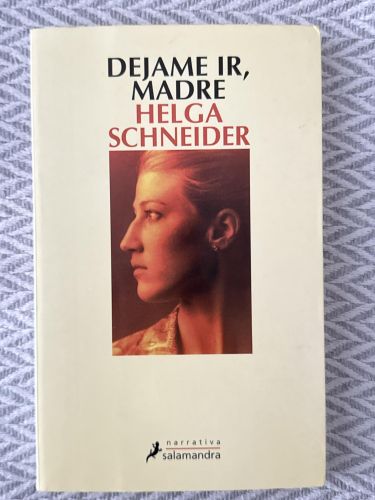 DEJAME IR,
MADRE
HELGA
SCHNEIDER
narrativa
salamandra